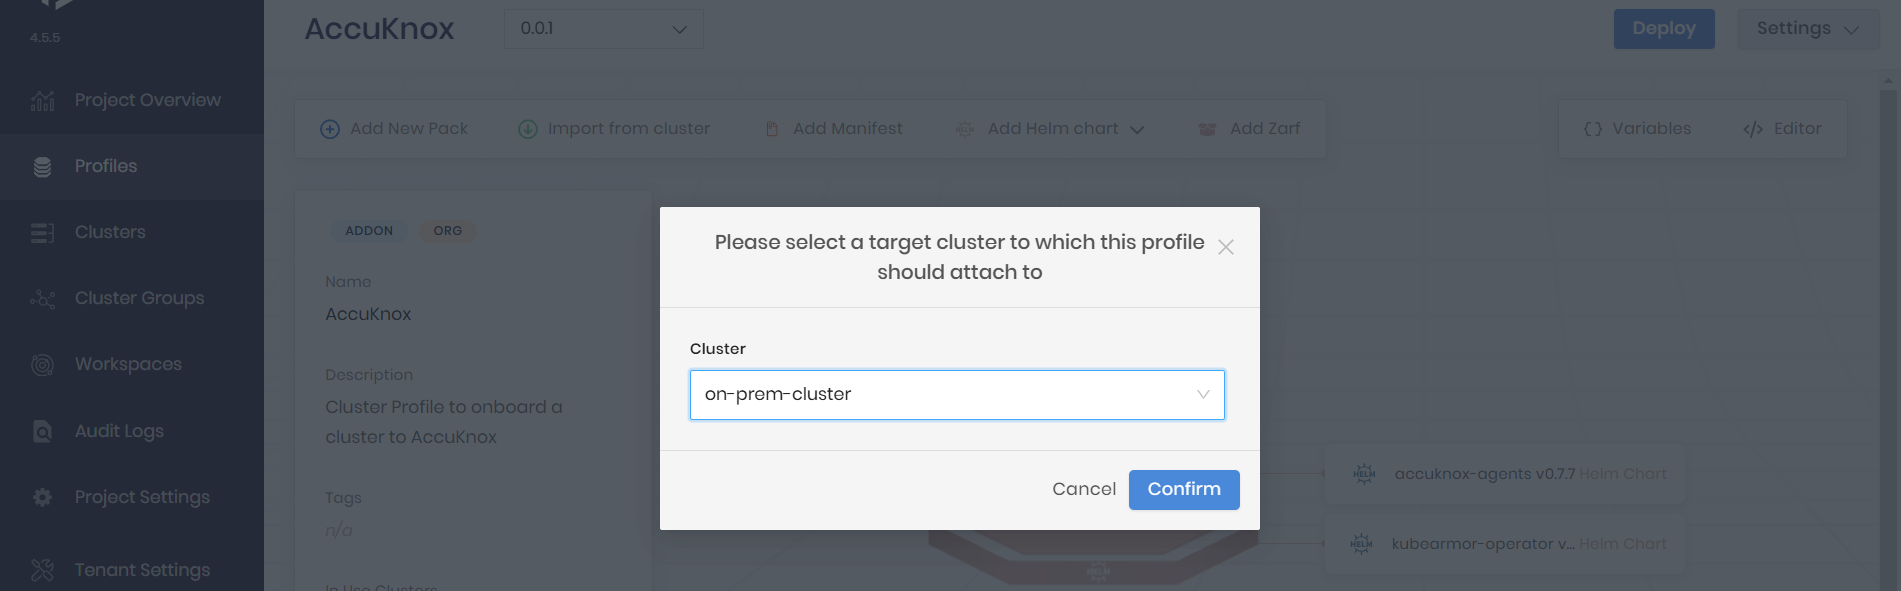 4.5.5
AccuKnox
0.0.1
Deploy
Settings
Project Overview
Profiles
Clusters
Cluster Groups
Workspaces
Audit Logs
Project Settings
Tenant Settings
Add New Pack
Import from cluster
Add Manifest
HELM Add Helm chart
Add Zarf
{} Variables
</> Editor
ADDON
ORG
Name
AccuKnox
Description
Cluster Profile to onboard a
cluster to AccuKnox
Tags
n/a
In Use Clusters
Please select a target cluster to which this profile
should attach to
Cluster
on-prem-cluster
Cancel
Confirm
HELM accuknox-agents v0.7.7 Helm Chart
HELM kubearmor-operator v... Helm Chart
HELM